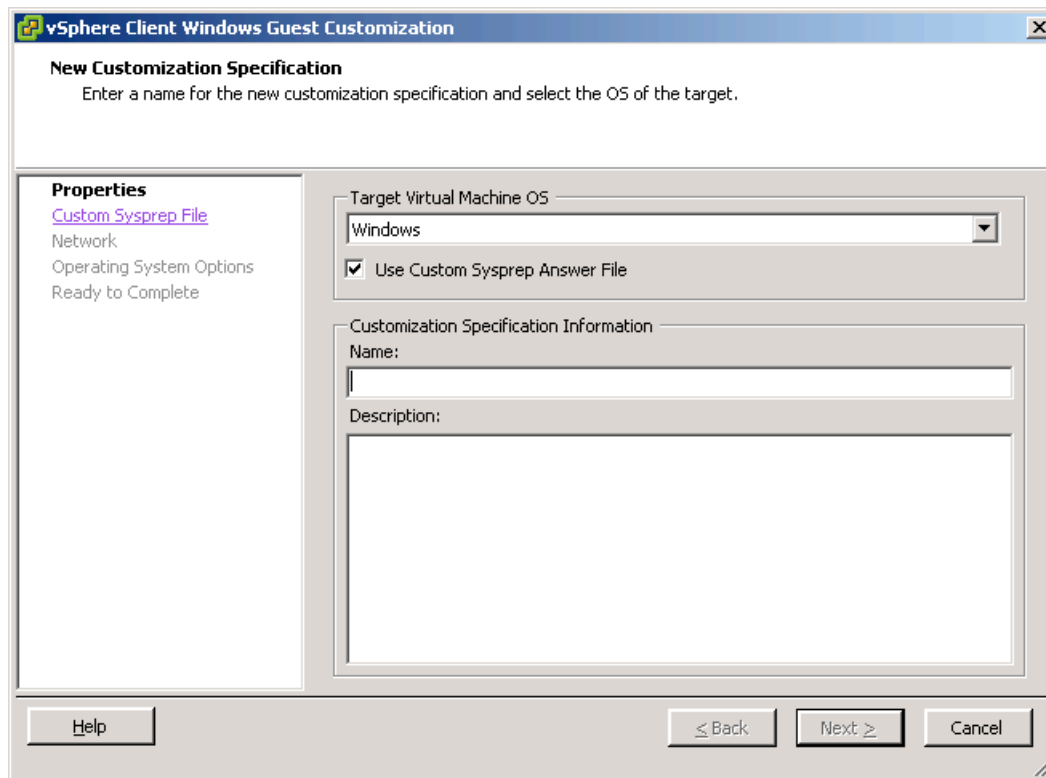 vSphere Client Windows Guest Customization
New Customization Specification
Enter a name for the new customization specification and select the OS of the target.
Properties
Custom Sysprep File
Network
Operating System Options
Ready to Complete
Target Virtual Machine OS
Windows
Use Custom Sysprep Answer File
Customization Specification Information
Name:
Description:
Help
< Back
Next >
Cancel